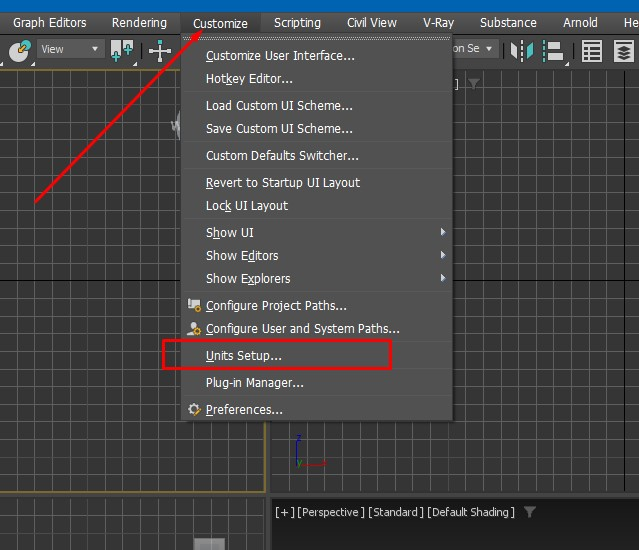 Graph Editors Rendering Customize Scripting Civil View V-Ray Substance Arnold He
View on Se
Customize User Interface...
Hotkey Editor...
Load Custom UI Scheme...
Save Custom UI Scheme...
Custom Defaults Switcher...
Revert to Startup UI Layout
Lock UI Layout
Show UI
Show Editors
Show Explorers
Configure Project Paths...
Configure User and System Paths...
Units Setup...
Plug-in Manager...
Preferences...
z
y
[+] [Perspective] [Standard] [Default Shading]